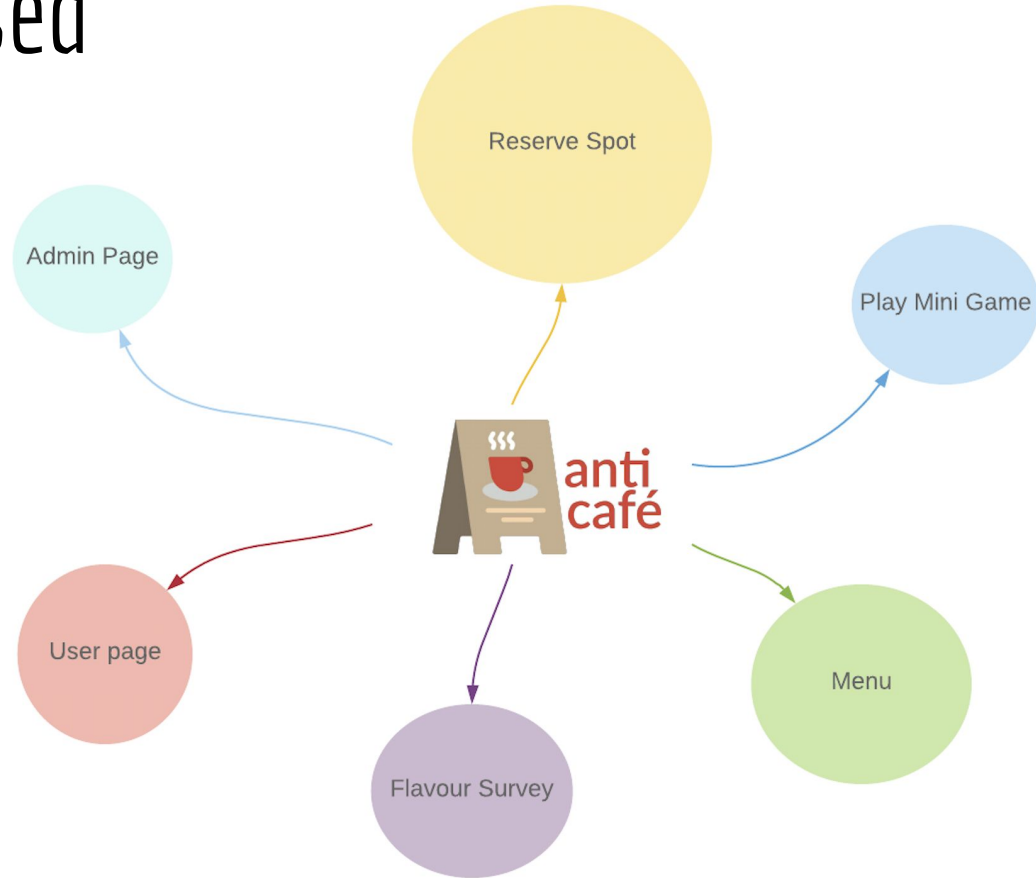 Reserve Spot
Admin Page
Play Mini Game
anti
café
User page
Menu
Flavour Survey